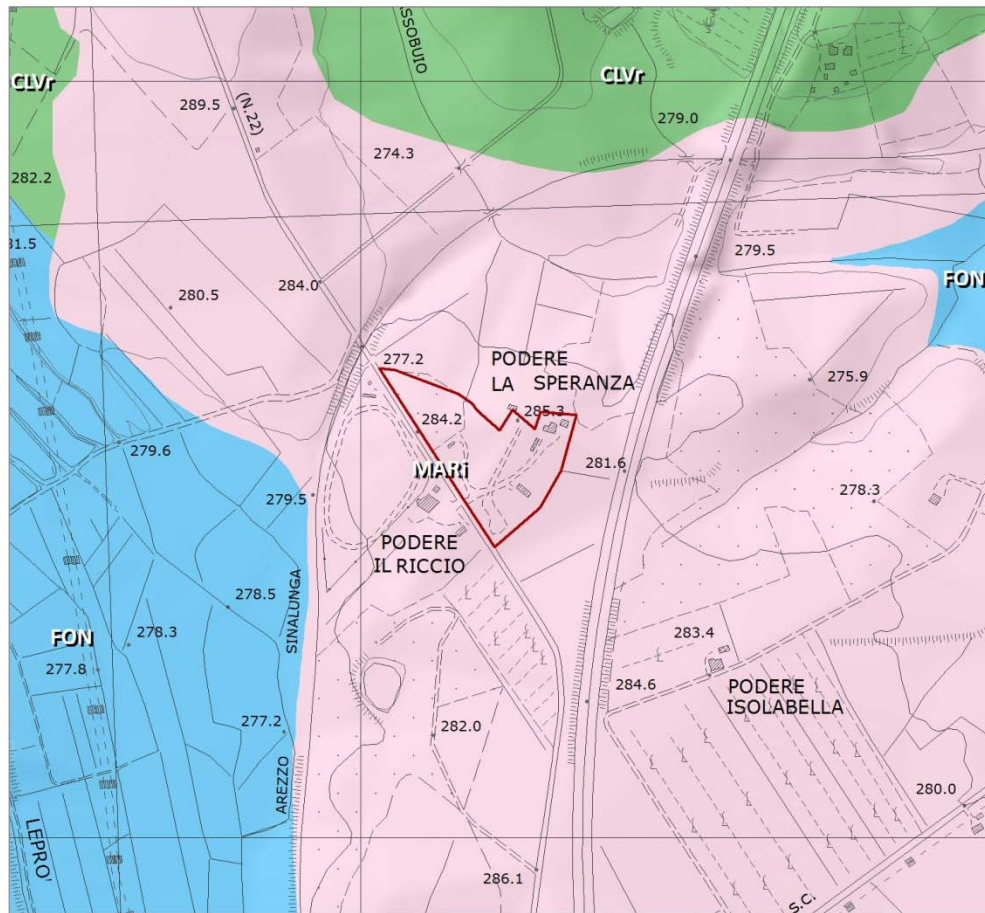 ASSOBUIO
CLVr
CLVr
289.5
(N.22)
279.0
274.3
282.2
281.5
279.5
284.0
FON
280.5
277.2
PODERE
LA SPERANZA
275.9
285.3
284.2
279.6
MARi
281.6
279.5
278.3
PODERE
IL RICCIO
278.5
SINALUNGA
FON
278.3
283.4
277.8
284.6
PODERE
ISOLABELLA
277.2
282.0
AREZZO
280.0
LEPRO'
286.1
S.C.